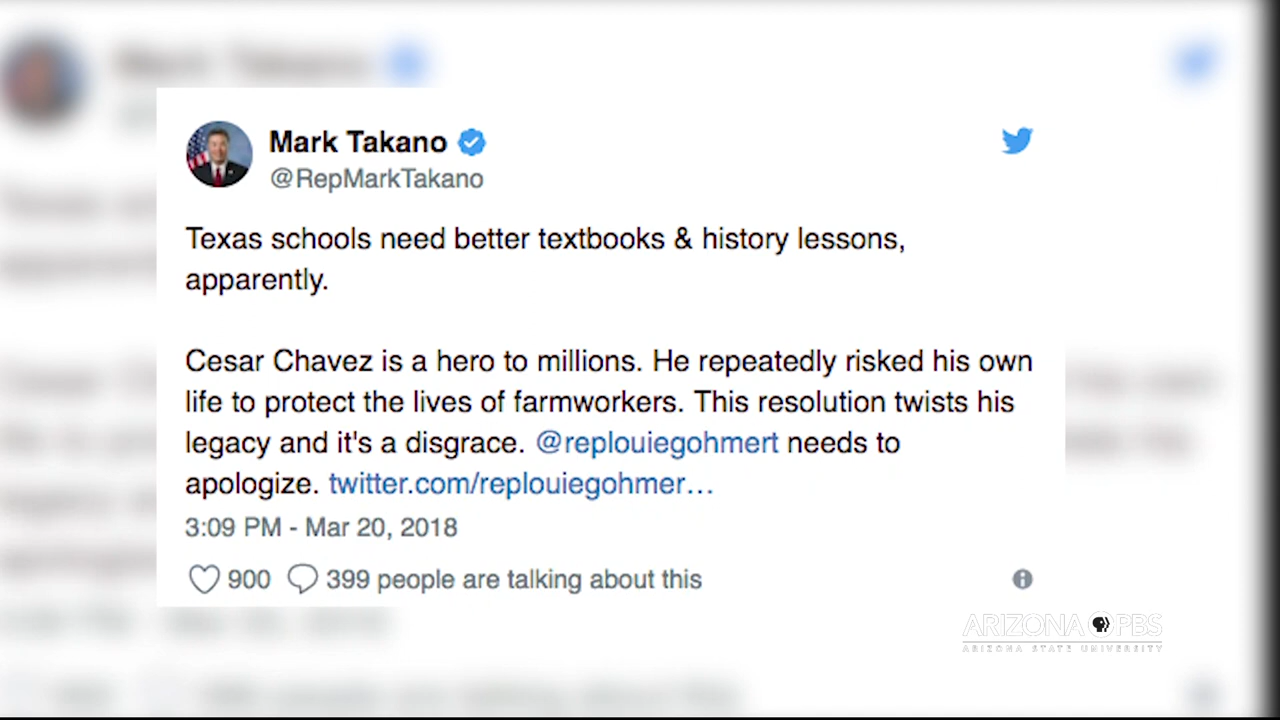 Mark Takano
@RepMarkTakano
Texas schools need better textbooks & history lessons,
apparently.
Cesar Chavez is a hero to millions. He repeatedly risked his own
life to protect the lives of farmworkers. This resolution twists his
legacy and it's a disgrace. @replouiegohmert needs to
apologize. twitter.com/replouiegohmer…
3:09 PM - Mar 20, 2018
900 399 people are talking about this
ARIZONA PBS
ARIZONA STATE UNIVERSITY